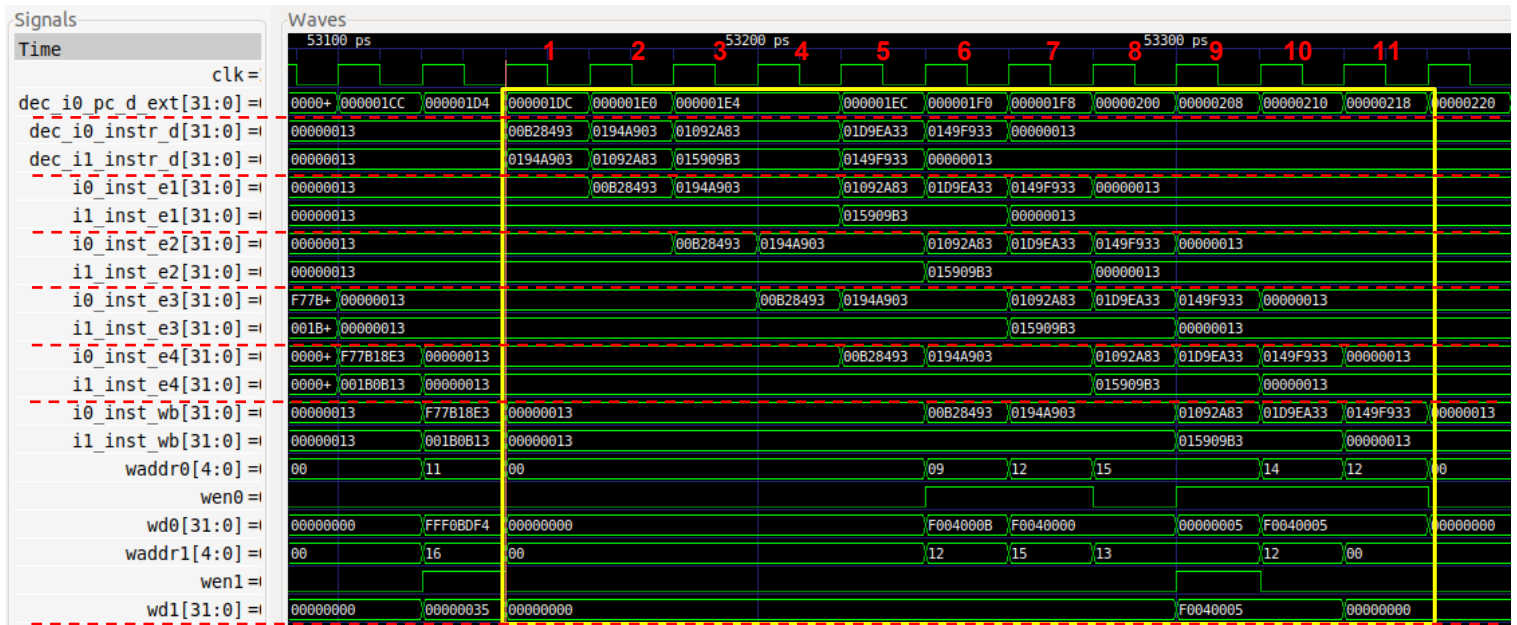 Signals Waves
Time 53100 ps 53200 ps 53300 ps
1 2 3 4 5 6 7 8 9 10 11
clk =
dec_i0_pc_d_ext[31:0] = 0000+ 000001CC 000001D4 000001DC 000001E0 000001E4 000001EC 000001F0 000001F8 00000200 00000208 00000210 00000218 00000220
dec_i0_instr_d[31:0] = 00000013 00B28493 0194A903 01092A83 01D9EA33 0149F933 00000013
dec_i1_instr_d[31:0] = 00000013 0194A903 01092A83 015909B3 0149F933 00000013
i0_inst_e1[31:0] = 00000013 00B28493 0194A903 01092A83 01D9EA33 0149F933 00000013
i1_inst_e1[31:0] = 00000013 015909B3 00000013
i0_inst_e2[31:0] = 00000013 00B28493 0194A903 01092A83 01D9EA33 0149F933 00000013
i1_inst_e2[31:0] = 00000013 015909B3 00000013
i0_inst_e3[31:0] = F77B+ 00000013 00B28493 0194A903 01092A83 01D9EA33 0149F933 00000013
i1_inst_e3[31:0] = 001B+ 00000013 015909B3 00000013
i0_inst_e4[31:0] = 0000+ F77B18E3 00000013 00B28493 0194A903 01092A83 01D9EA33 0149F933 00000013
i1_inst_e4[31:0] = 0000+ 001B0B13 00000013 015909B3 00000013
i0_inst_wb[31:0] = 00000013 F77B18E3 00000013 00B28493 0194A903 01092A83 01D9EA33 0149F933 00000013
i1_inst_wb[31:0] = 00000013 001B0B13 00000013 015909B3 00000013
waddr0[4:0] = 00 11 00 09 12 15 14 12 00
wen0 =
wd0[31:0] = 00000000 FFF0BDF4 00000000 F004000B F0040000 00000005 F0040005 00000000
waddr1[4:0] = 00 16 00 12 15 13 12 00
wen1 =
wd1[31:0] = 00000000 00000035 00000000 F0040005 00000000